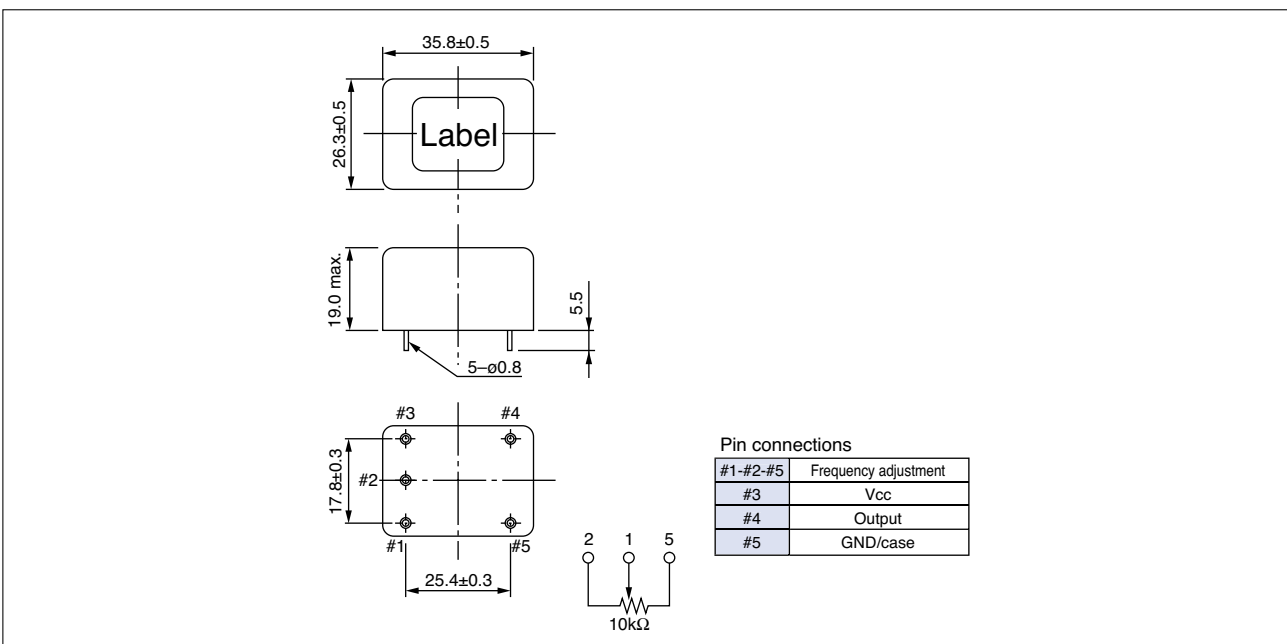 35.8±0.5
26.3±0.5
Label
19.0 max.
5.5
5–ø0.8
#3 #4
17.8±0.3
#2
#1 #5
25.4±0.3
2 1 5
10kΩ
Pin connections
#1-#2-#5 Frequency adjustment
#3 Vcc
#4 Output
#5 GND/case